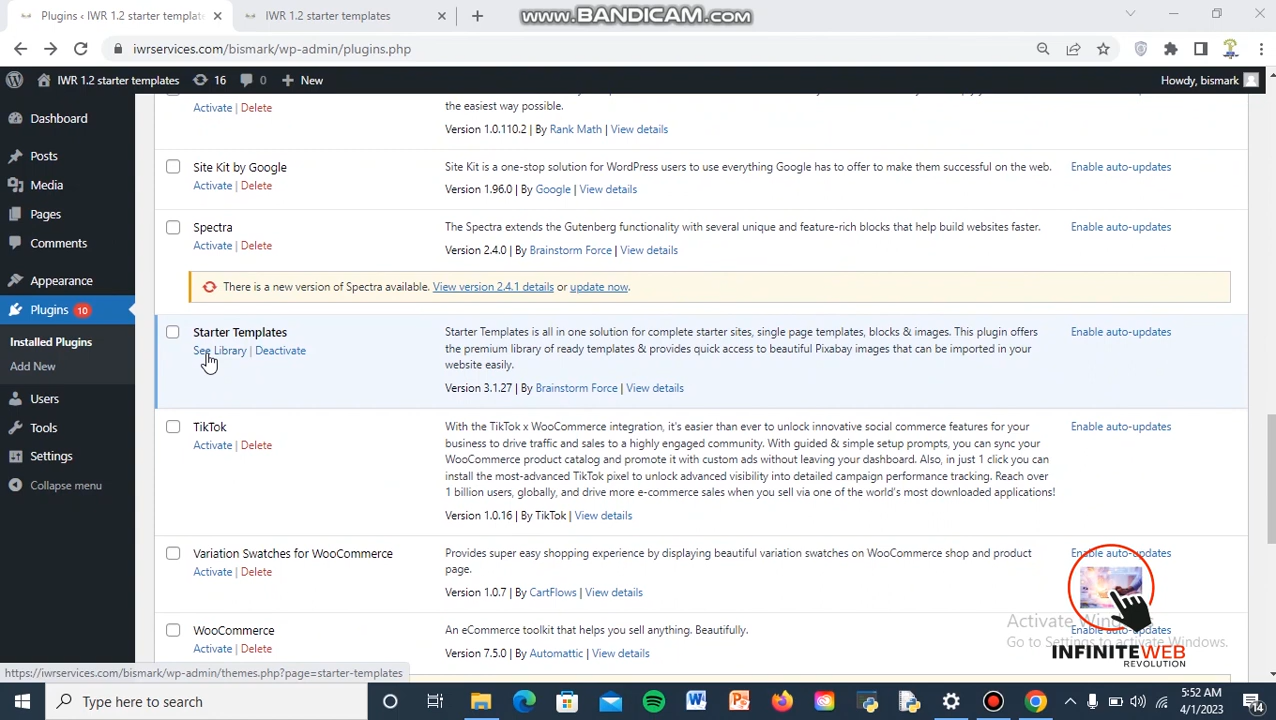 Plugins ‹ IWR 1.2 starter template
IWR 1.2 starter templates
www.BANDICAM.com
iwrservices.com/bismark/wp-admin/plugins.php
IWR 1.2 starter templates
16
0
New
Howdy, bismark
Dashboard
Posts
Media
Pages
Comments
Appearance
Plugins 10
Installed Plugins
Add New
Users
Tools
Settings
Collapse menu
Activate | Delete
the easiest way possible.
Version 1.0.110.2 | By Rank Math | View details
Site Kit by Google
Activate | Delete
Site Kit is a one-stop solution for WordPress users to use everything Google has to offer to make them successful on the web.
Version 1.96.0 | By Google | View details
Enable auto-updates
Spectra
Activate | Delete
The Spectra extends the Gutenberg functionality with several unique and feature-rich blocks that help build websites faster.
Version 2.4.0 | By Brainstorm Force | View details
Enable auto-updates
There is a new version of Spectra available. View version 2.4.1 details or update now.
Starter Templates
See Library | Deactivate
Starter Templates is all in one solution for complete starter sites, single page templates, blocks & images. This plugin offers
the premium library of ready templates & provides quick access to beautiful Pixabay images that can be imported in your
website easily.
Version 3.1.27 | By Brainstorm Force | View details
Enable auto-updates
TikTok
Activate | Delete
With the TikTok x WooCommerce integration, it's easier than ever to unlock innovative social commerce features for your
business to drive traffic and sales to a highly engaged community. With guided & simple setup prompts, you can sync your
WooCommerce product catalog and promote it with custom ads without leaving your dashboard. Also, in just 1 click you can
install the most-advanced TikTok pixel to unlock advanced visibility into detailed campaign performance tracking. Reach over
1 billion users, globally, and drive more e-commerce sales when you sell via one of the world's most downloaded applications!
Version 1.0.16 | By TikTok | View details
Enable auto-updates
Variation Swatches for WooCommerce
Activate | Delete
Provides super easy shopping experience by displaying beautiful variation swatches on WooCommerce shop and product
page.
Version 1.0.7 | By CartFlows | View details
Enable auto-updates
WooCommerce
Activate | Delete
An eCommerce toolkit that helps you sell anything. Beautifully.
Version 7.5.0 | By Automattic | View details
Enable auto-updates
Activate Windows
Go to Settings to activate Windows.
INFINITEWEB
REVOLUTION
https://iwrservices.com/bismark/wp-admin/themes.php?page=starter-templates
Type here to search
5:52 AM
4/1/2023
14